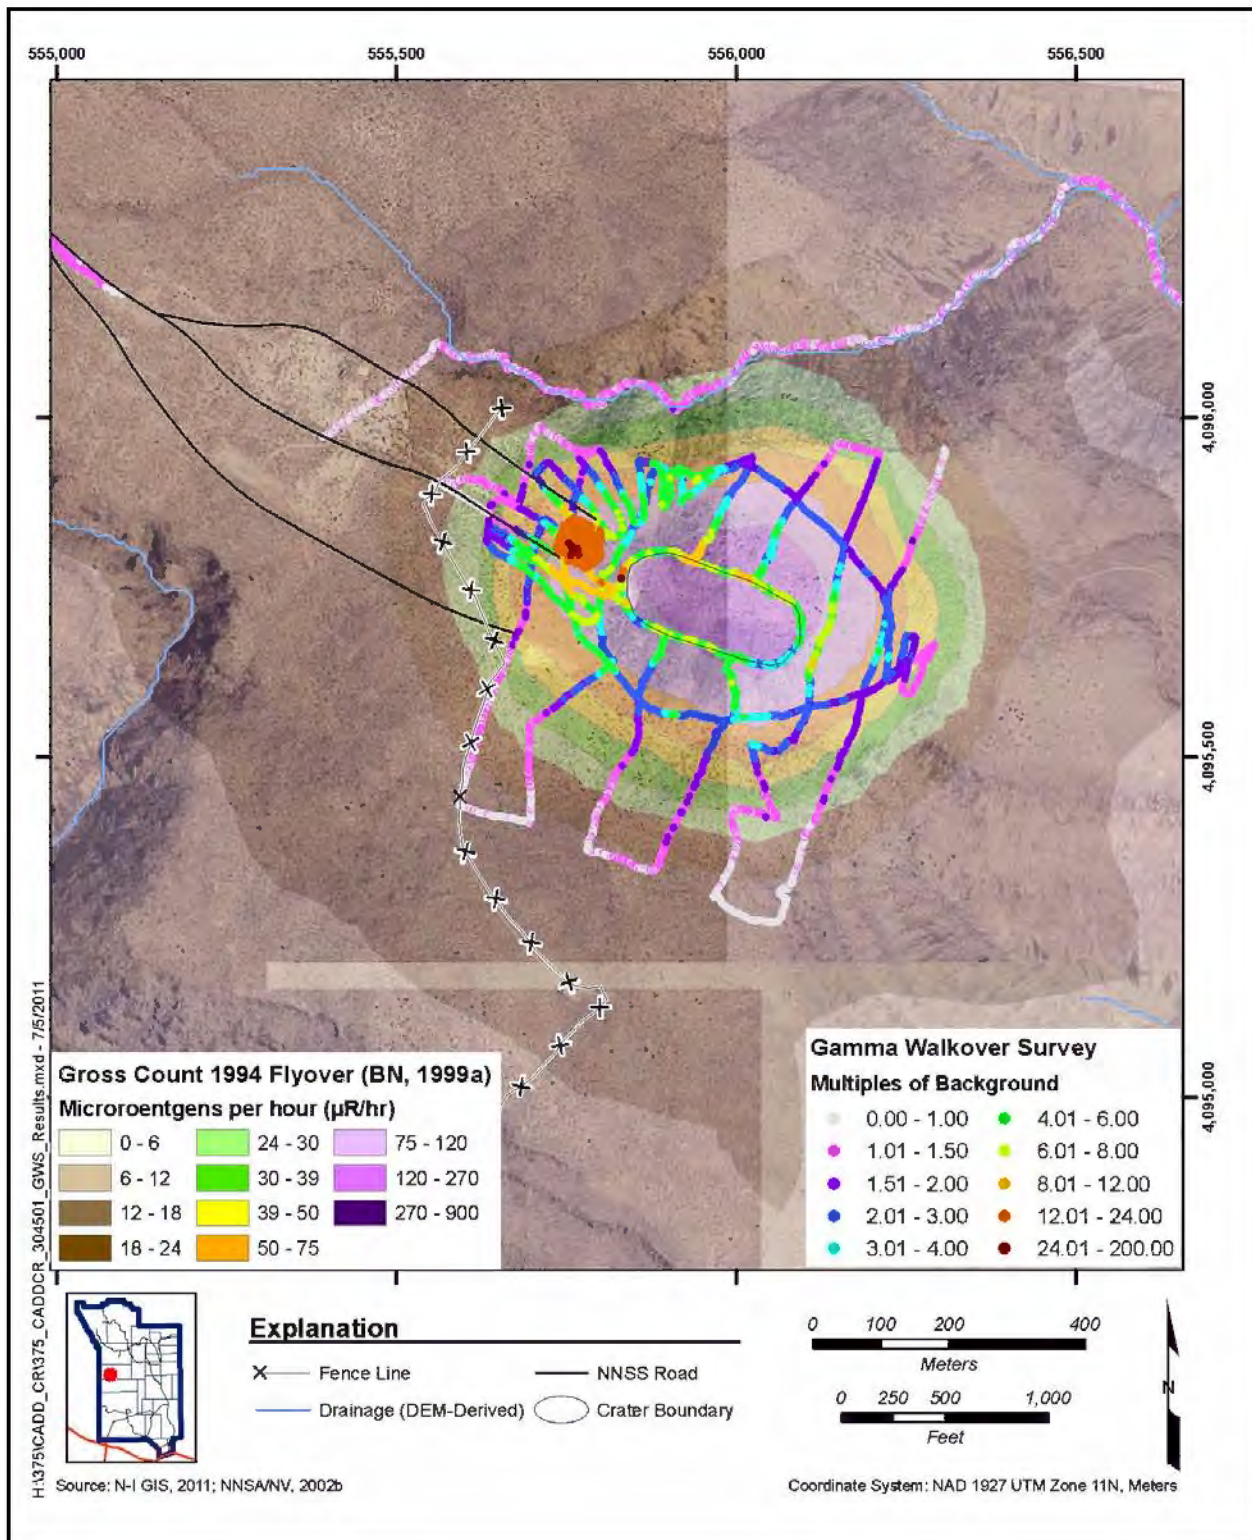 555,000 555,500 556,000 556,500
4,096,000
4,095,500
4,095,000
H:\375\CADD_CR\375_CADDCR_304501_GWS_Results.mxd - 7/5/2011
Gross Count 1994 Flyover (BN, 1999a)
Microroentgens per hour (µR/hr)
0 - 6 24 - 30 75 - 120
6 - 12 30 - 39 120 - 270
12 - 18 39 - 50 270 - 900
18 - 24 50 - 75
Gamma Walkover Survey
Multiples of Background
0.00 - 1.00 4.01 - 6.00
1.01 - 1.50 6.01 - 8.00
1.51 - 2.00 8.01 - 12.00
2.01 - 3.00 12.01 - 24.00
3.01 - 4.00 24.01 - 200.00
Explanation
Fence Line NNSS Road
Drainage (DEM-Derived) Crater Boundary
0 100 200 400
Meters
0 250 500 1,000
Feet
N
Source: N-I GIS, 2011; NNSA/NV, 2002b
Coordinate System: NAD 1927 UTM Zone 11N, Meters